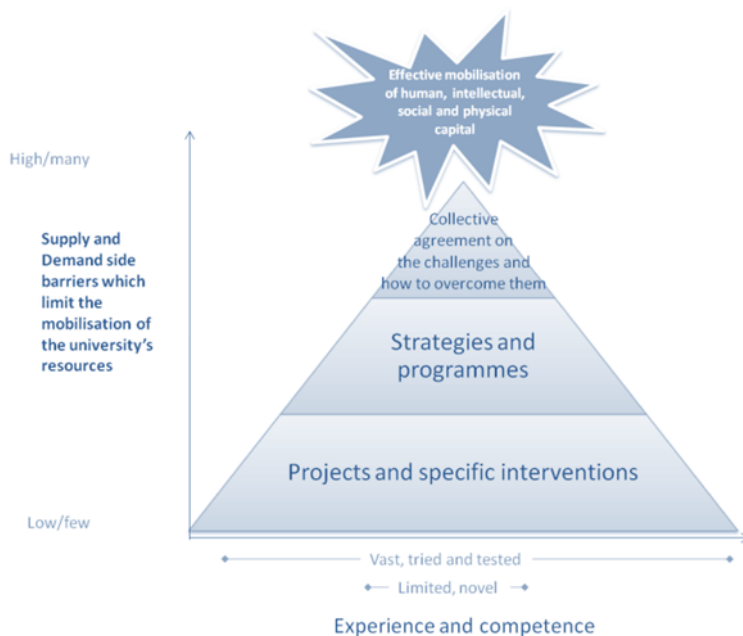 Effective mobilisation
of human, intellectual,
social and physical
capital
High/many
Supply and
Demand side
barriers which
limit the
mobilisation of
the university's
resources
Collective
agreement on
the challenges and
how to overcome them
Strategies and
programmes
Projects and specific interventions
Low/few
Vast, tried and tested
Limited, novel
Experience and competence